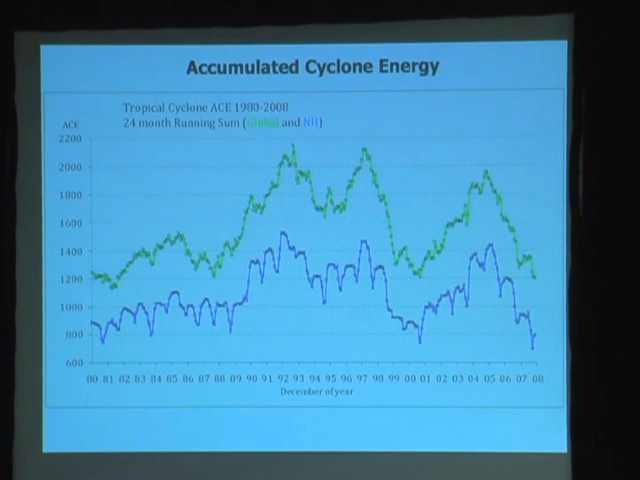 Accumulated Cyclone Energy
Tropical Cyclone ACE 1980-2008
24 month Running Sum (Global and NH)
ACE
2200
2000
1800
1600
1400
1200
1000
800
600
80 81 82 83 84 85 86 87 88 89 90 91 92 93 94 95 96 97 98 99 00 01 02 03 04 05 06 07 08
December of year